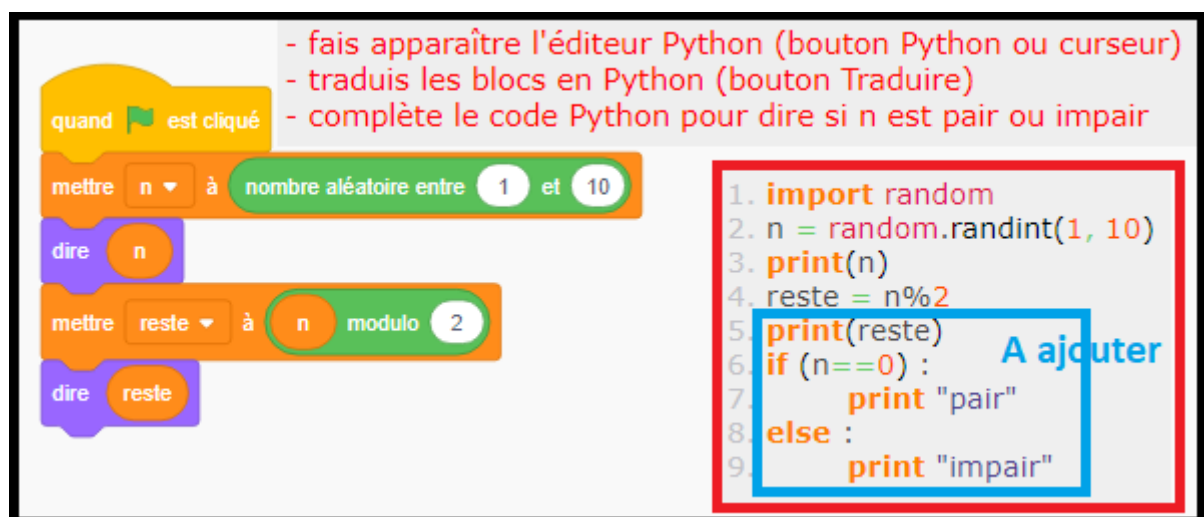 - fais apparaître l'éditeur Python (bouton Python ou curseur)
- traduis les blocs en Python (bouton Traduire)
- complète le code Python pour dire si n est pair ou impair
quand est cliqué
mettre n à nombre aléatoire entre 1 et 10
dire n
mettre reste à n modulo 2
dire reste
1. import random
2. n = random.randint(1, 10)
3. print(n)
4. reste = n%2
5. print(reste)
6. if (n==0) :
7. print "pair"
8. else :
9. print "impair"
A ajouter